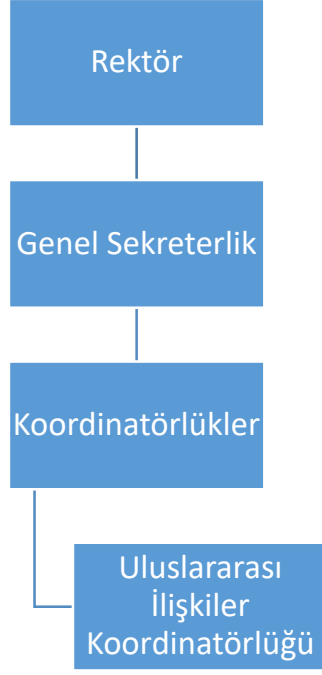 Rektör
Genel Sekreterlik
Koordinatörlükler
Uluslararası
İlişkiler
Koordinatörlüğü